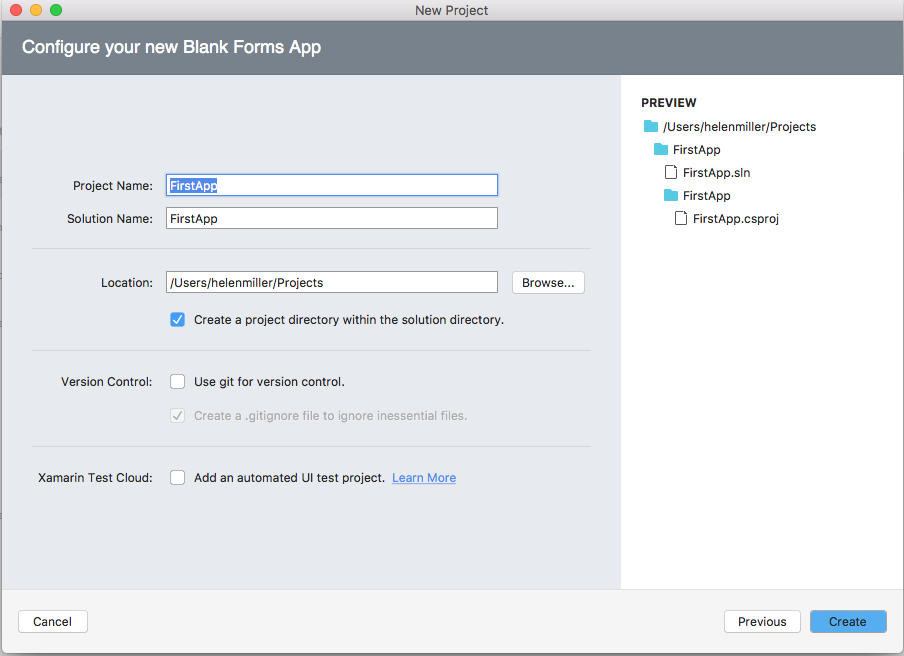 New Project
Configure your new Blank Forms App
Project Name: FirstApp
Solution Name: FirstApp
Location: /Users/helenmiller/Projects Browse...
Create a project directory within the solution directory.
Version Control: Use git for version control.
Create a .gitignore file to ignore inessential files.
Xamarin Test Cloud: Add an automated UI test project. Learn More
PREVIEW
/Users/helenmiller/Projects
FirstApp
FirstApp.sln
FirstApp
FirstApp.csproj
Cancel Previous Create